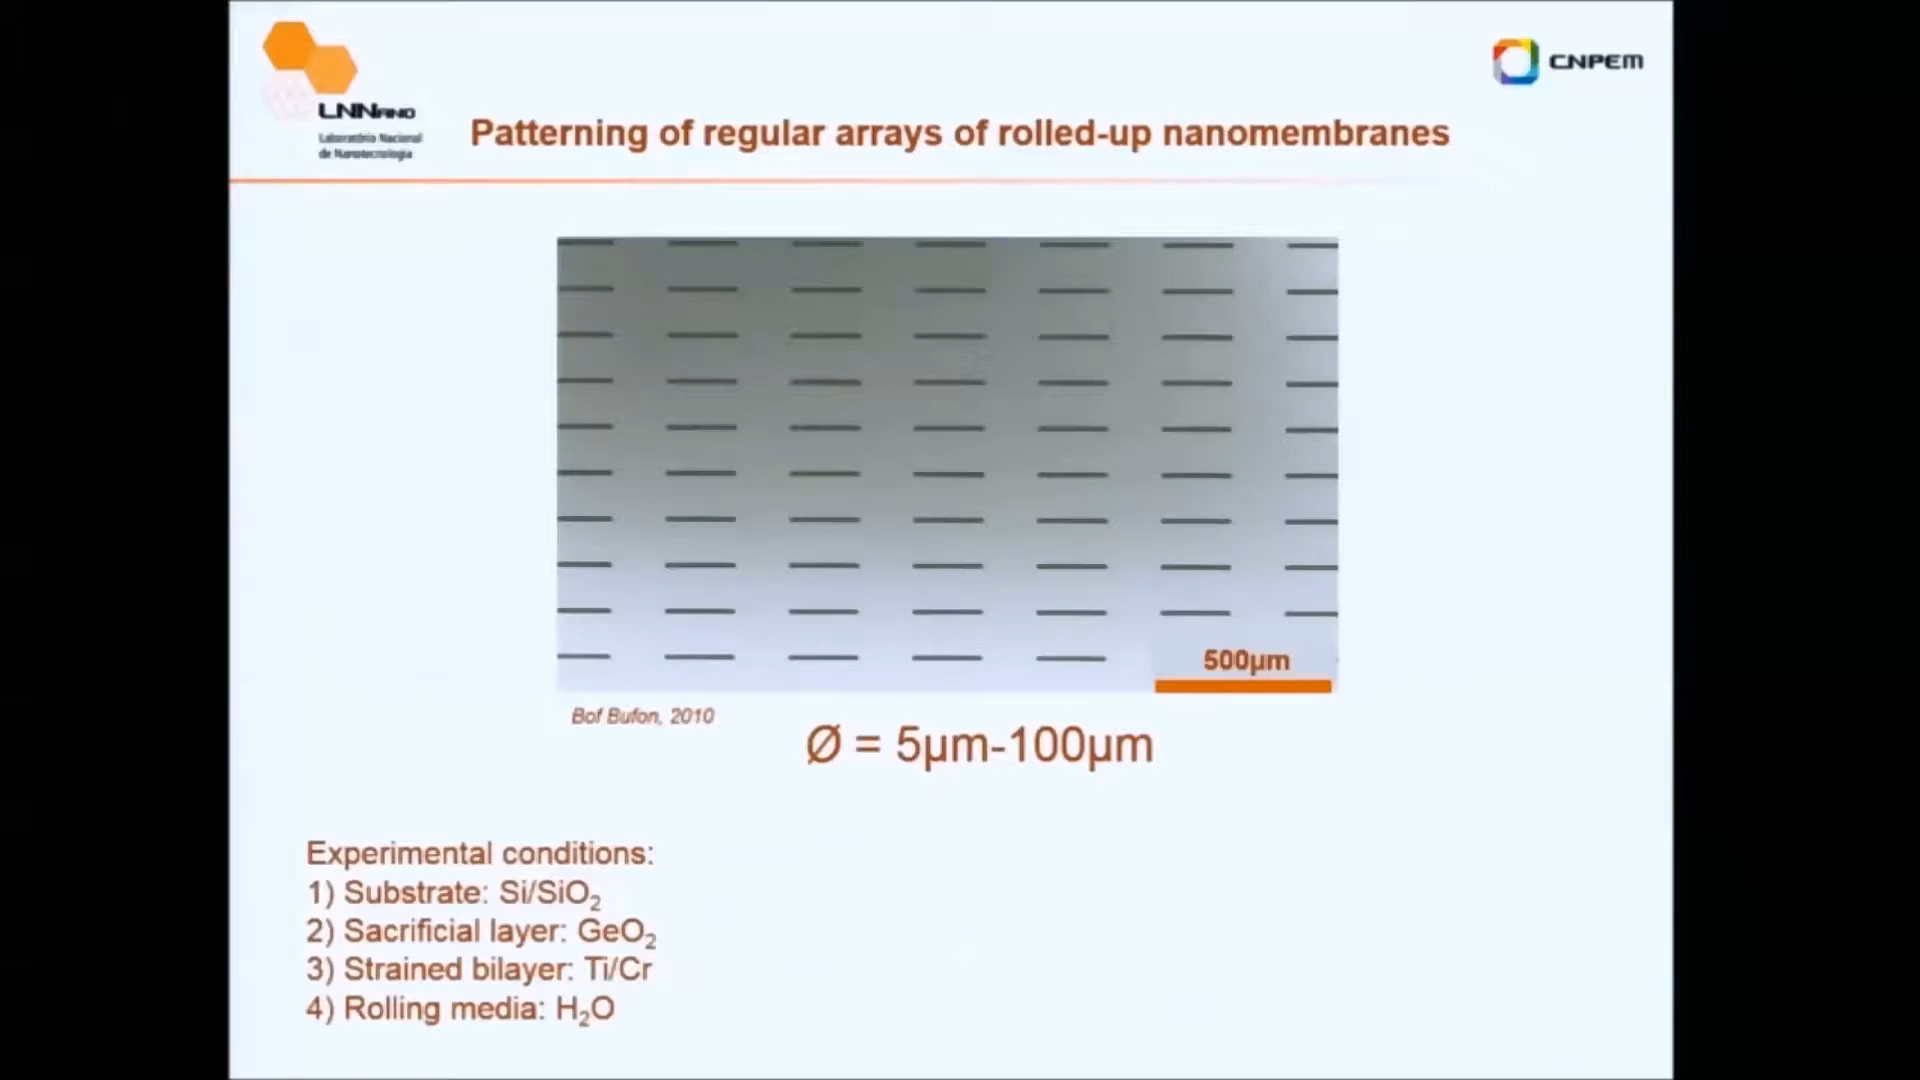 LNNano
Laboratório Nacional
de Nanotecnologia
CNPEM
Patterning of regular arrays of rolled-up nanomembranes
500µm
Bof Bufon, 2010
Ø = 5µm-100µm
Experimental conditions:
1) Substrate: Si/SiO₂
2) Sacrificial layer: GeO₂
3) Strained bilayer: Ti/Cr
4) Rolling media: H₂O